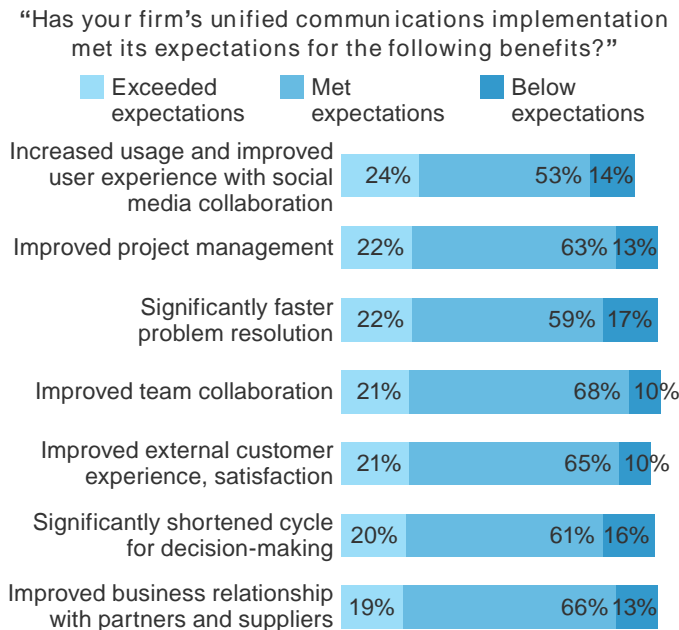 “Has your firm’s unified communications implementation
met its expectations for the following benefits?”
Exceeded expectations
Met expectations
Below expectations
Increased usage and improved
user experience with social
media collaboration
24% 53% 14%
Improved project management
22% 63% 13%
Significantly faster
problem resolution
22% 59% 17%
Improved team collaboration
21% 68% 10%
Improved external customer
experience, satisfaction
21% 65% 10%
Significantly shortened cycle
for decision-making
20% 61% 16%
Improved business relationship
with partners and suppliers
19% 66% 13%